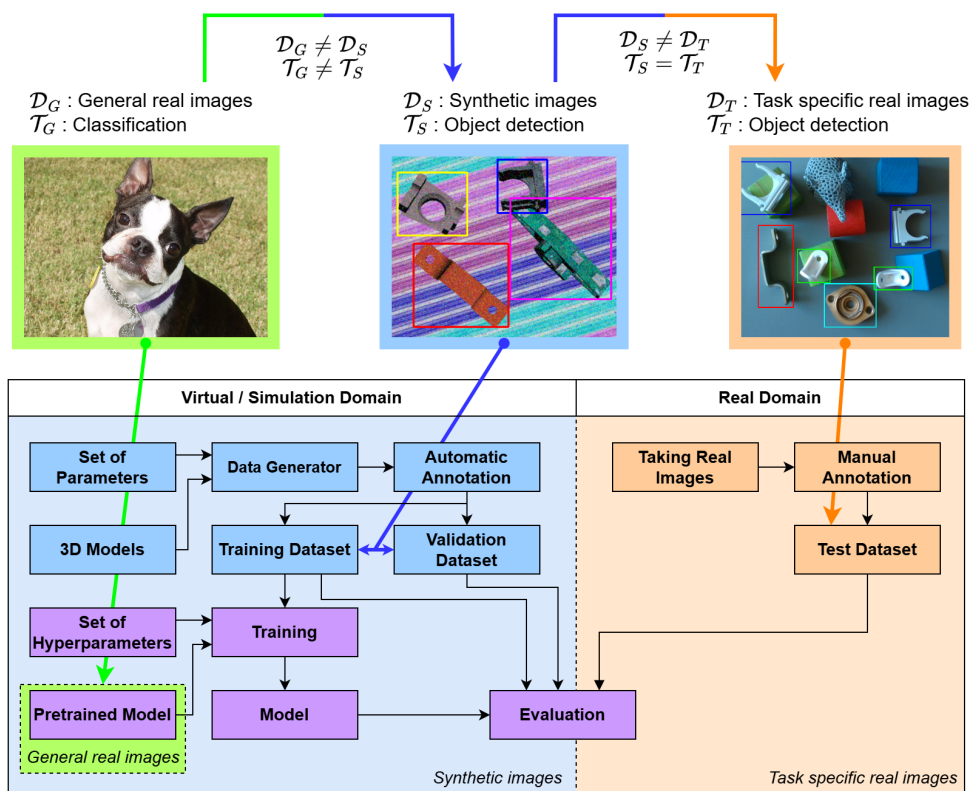 𝒟_G ≠ 𝒟_S
𝒯_G ≠ 𝒯_S
𝒟_S ≠ 𝒟_T
𝒯_S = 𝒯_T
𝒟_G : General real images
𝒯_G : Classification
𝒟_S : Synthetic images
𝒯_S : Object detection
𝒟_T : Task specific real images
𝒯_T : Object detection
Virtual / Simulation Domain
Real Domain
Set of
Parameters
Data Generator
Automatic
Annotation
Taking Real
Images
Manual
Annotation
3D Models
Training Dataset
Validation
Dataset
Test Dataset
Set of
Hyperparameters
Training
Pretrained Model
Model
Evaluation
General real images
Synthetic images
Task specific real images